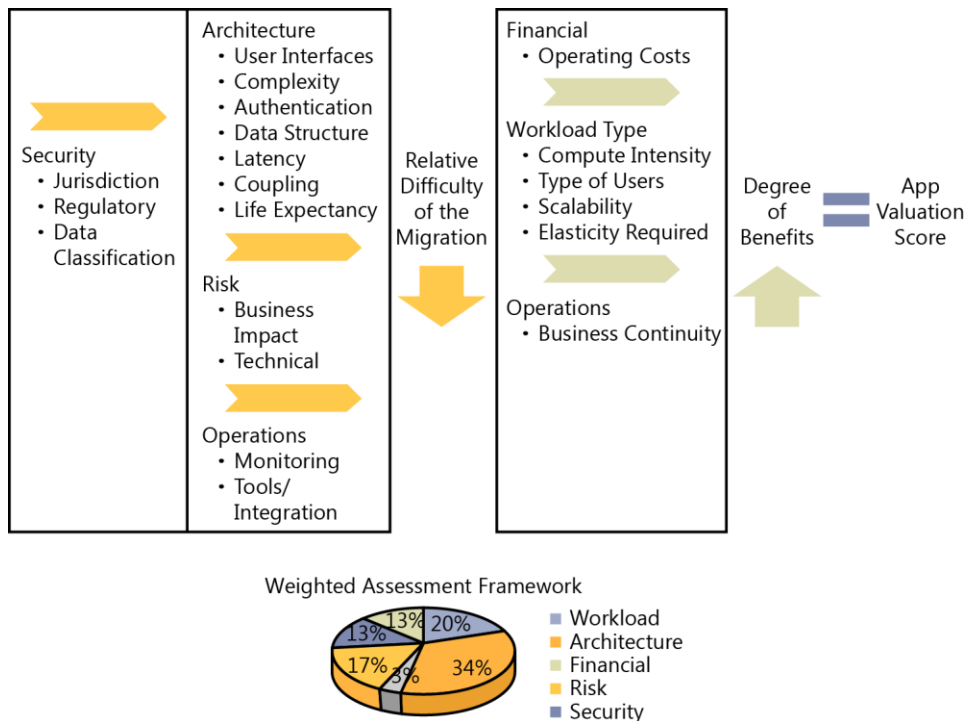 Security
• Jurisdiction
• Regulatory
• Data
Classification
Architecture
• User Interfaces
• Complexity
• Authentication
• Data Structure
• Latency
• Coupling
• Life Expectancy
Risk
• Business
Impact
• Technical
Operations
• Monitoring
• Tools/
Integration
Relative
Difficulty
of the
Migration
Financial
• Operating Costs
Workload Type
• Compute Intensity
• Type of Users
• Scalability
• Elasticity Required
Operations
• Business Continuity
Degree
of
Benefits
App
Valuation
Score
Weighted Assessment Framework
13%
20%
13%
17%
3%
34%
Workload
Architecture
Financial
Risk
Security